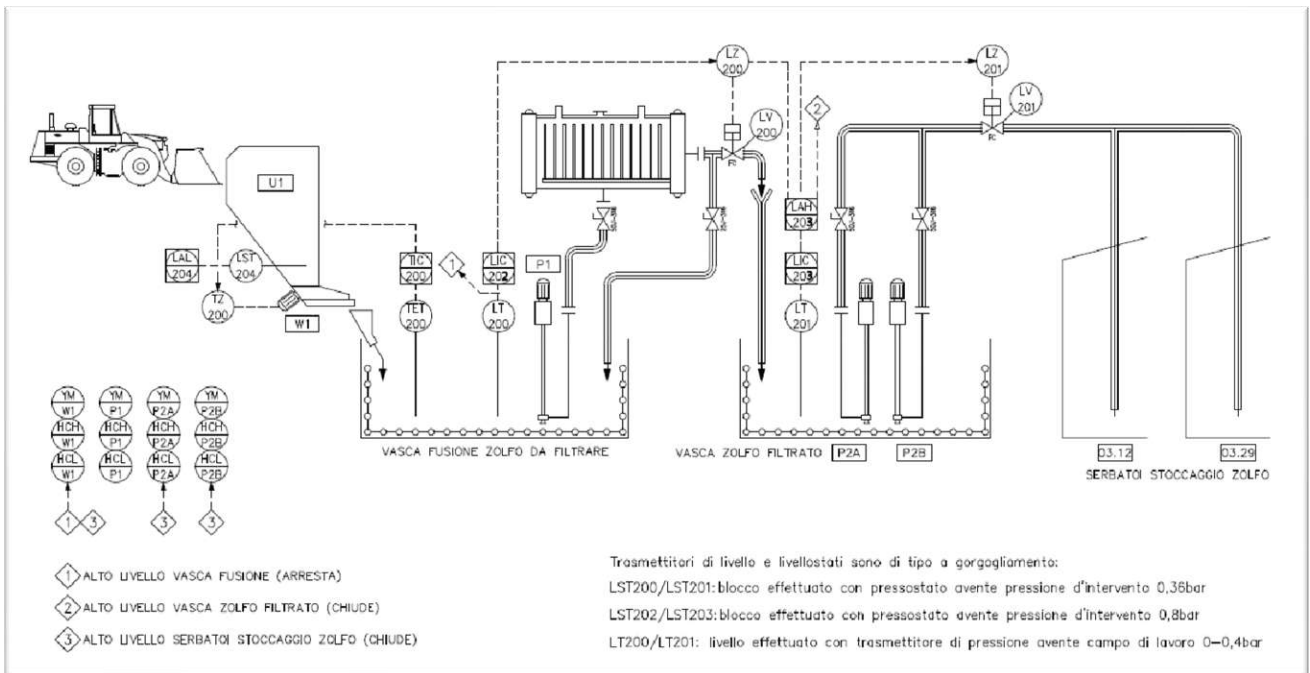 LZ
200
LZ
201
LV
200
LV
201
2
FC
FC
U1
LAH
203
LAL
204
LST
204
TIC
200
1
LIC
202
P1
LIC
203
TZ
200
W1
TET
200
LT
200
LT
201
YM
W1
YM
P1
YM
P2A
YM
P2B
HCH
W1
HCH
P1
HCH
P2A
HCH
P2B
HCL
W1
HCL
P1
HCL
P2A
HCL
P2B
VASCA FUSIONE ZOLFO DA FILTRARE
VASCA ZOLFO FILTRATO
P2A
P2B
03.12
03.29
SERBATOI STOCCAGGIO ZOLFO
1
3
3
3
1 ALTO LIVELLO VASCA FUSIONE (ARRESTA)
2 ALTO LIVELLO VASCA ZOLFO FILTRATO (CHIUDE)
3 ALTO LIVELLO SERBATOI STOCCAGGIO ZOLFO (CHIUDE)
Trasmettitori di livello e livellostati sono di tipo a gorgogliamento:
LST200/LST201: blocco effettuato con pressostato avente pressione d'intervento 0,36bar
LST202/LST203: blocco effettuato con pressostato avente pressione d'intervento 0,8bar
LT200/LT201: livello effettuato con trasmettitore di pressione avente campo di lavoro 0-0,4bar